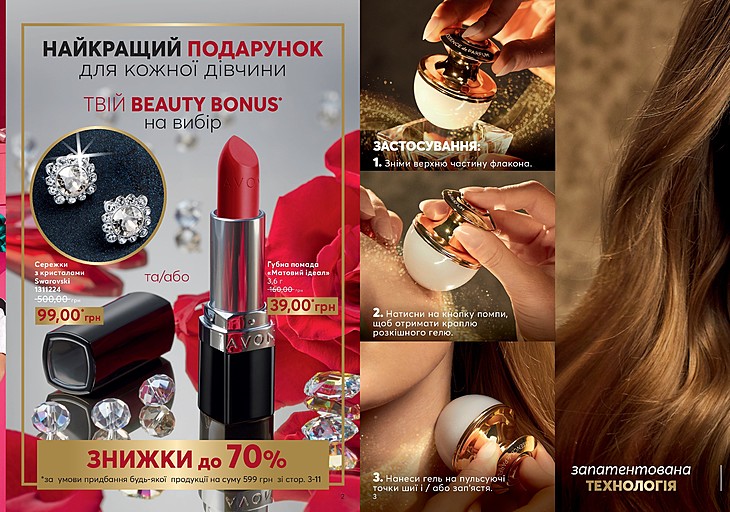 НАЙКРАЩИЙ ПОДАРУНОК
для кожної дівчини
ТВІЙ BEAUTY BONUS*
на вибір
Сережки
з кристалами
Swarovski
1311224
500,00 грн
99,00* грн
та/або
Губна помада
«Матовий ідеал»
3,6 г
160,00 грн
39,00* грн
AVON
AVON
ЗНИЖКИ до 70%
*за умови придбання будь-якої продукції на суму 599 грн зі стор. 3-11
2
ЗАСТОСУВАННЯ:
1. Зніми верхню частину флакона.
2. Натисни на кнопку помпи,
щоб отримати краплю
розкішного гелю.
3. Нанеси гель на пульсуючі
точки шиї і / або зап'ястя.
3
запатентована
ТЕХНОЛОГІЯ